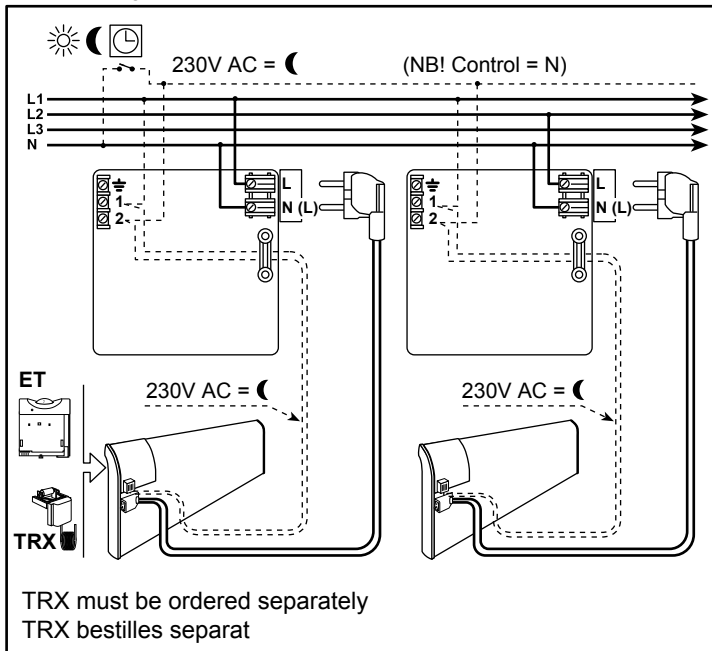 230V AC =
(NB! Control = N)
L1
L2
L3
N
L
1
N (L)
2
L
1
N (L)
2
ET
230V AC =
230V AC =
TRX
TRX must be ordered separately
TRX bestilles separat